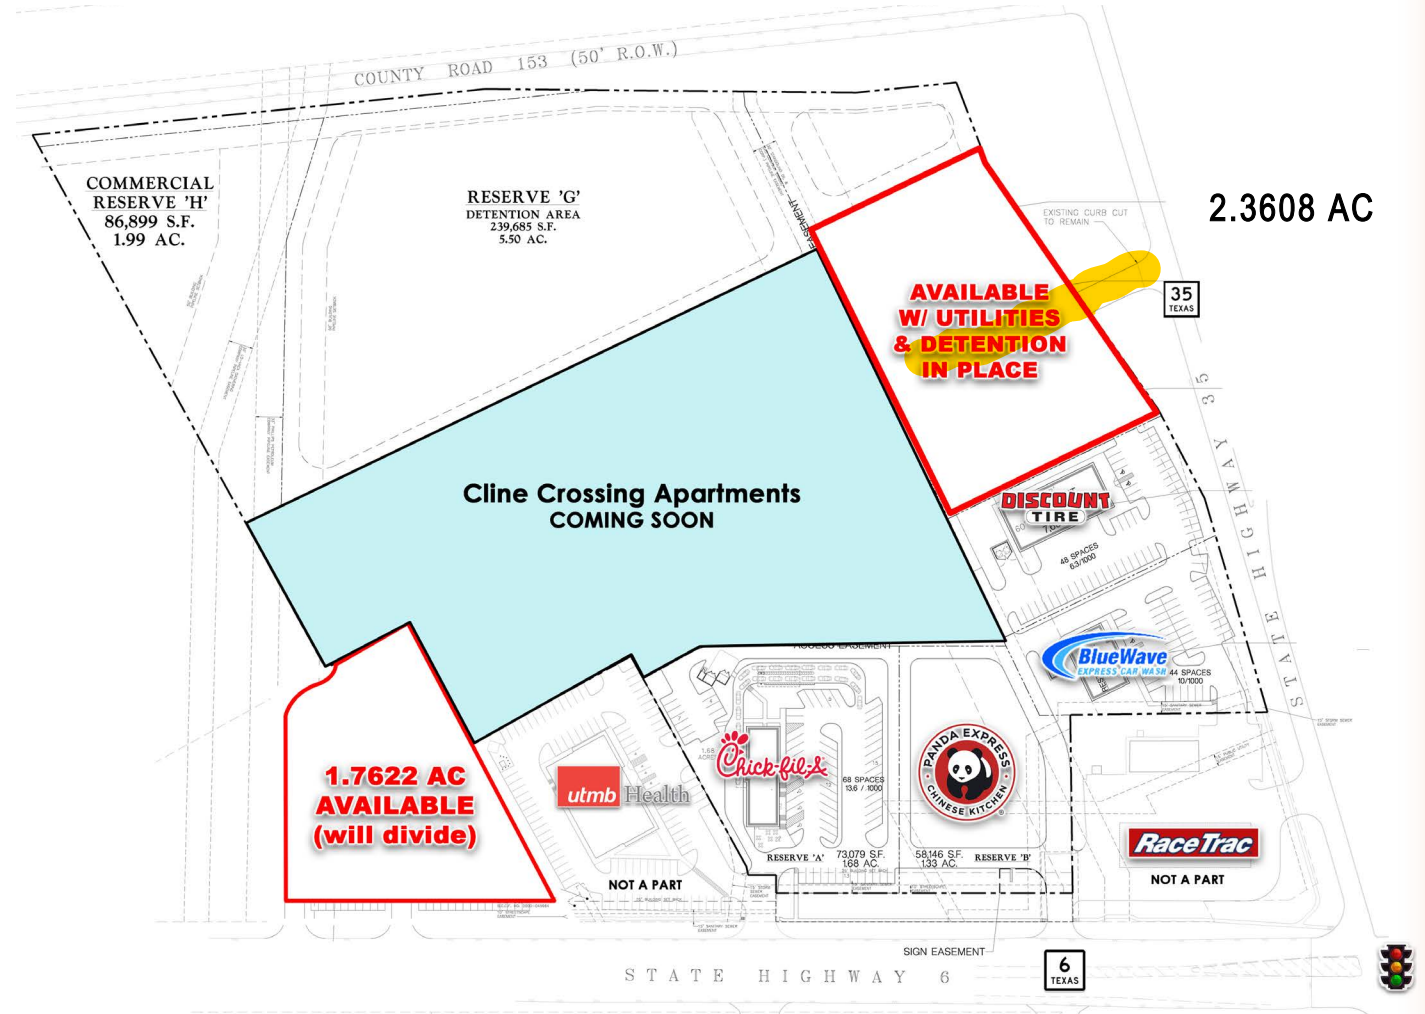 COUNTY ROAD 153 (50' R.O.W.)
COMMERCIAL
RESERVE 'H'
86,899 S.F.
1.99 AC.
RESERVE 'G'
DETENTION AREA
239,685 S.F.
5.50 AC.
EASEMENT
EXISTING CURB CUT
TO REMAIN
2.3608 AC
35
TEXAS
AVAILABLE
W/ UTILITIES
& DETENTION
IN PLACE
STATE HIGHWAY 35
Cline Crossing Apartments
COMING SOON
DISCOUNT
TIRE
48 SPACES
6.3/1000
BlueWave
EXPRESS CAR WASH
44 SPACES
10/1000
ACCESS EASEMENT
1.7622 AC
AVAILABLE
(will divide)
utmb Health
NOT A PART
Chick-fil-A
68 SPACES
13.6 / 1000
RESERVE 'A'
73,079 S.F.
1.68 AC.
PANDA EXPRESS
CHINESE KITCHEN
58,146 S.F.
1.33 AC.
RESERVE 'B'
RaceTrac
NOT A PART
SIGN EASEMENT
STATE HIGHWAY 6
6
TEXAS